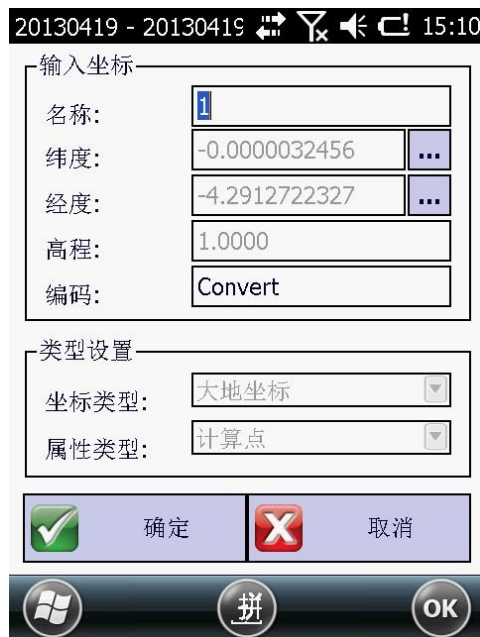 20130419 - 20130419 15:10
输入坐标
名称: 1
纬度: -0.0000032456 ...
经度: -4.2912722327 ...
高程: 1.0000
编码: Convert
类型设置
坐标类型: 大地坐标
属性类型: 计算点
确定 取消
拼 OK